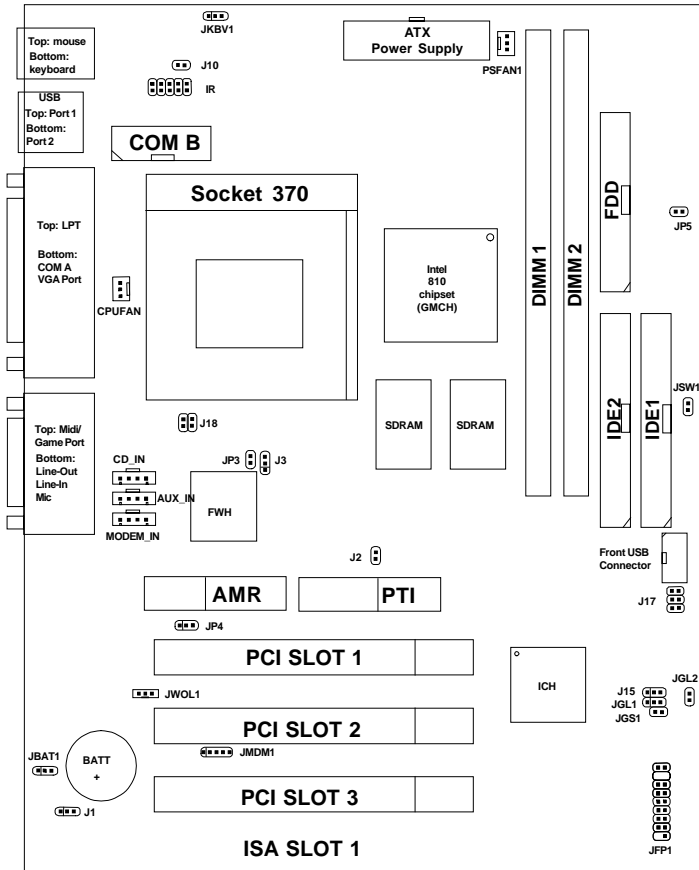 JKBV1
ATX
Power Supply
PSFAN1
Top: mouse
Bottom:
keyboard
J10
IR
USB
Top: Port 1
Bottom:
Port 2
COM B
Socket 370
Top: LPT
Bottom:
COM A
VGA Port
CPUFAN
Intel
810
chipset
(GMCH)
DIMM 1
DIMM 2
FDD
JP5
IDE2
IDE1
JSW1
SDRAM
SDRAM
J18
Top: Midi/
Game Port
Bottom:
Line-Out
Line-In
Mic
CD_IN
AUX_IN
MODEM_IN
JP3
J3
FWH
J2
Front USB
Connector
J17
AMR
PTI
JP4
PCI SLOT 1
ICH
JWOL1
J15
JGL1
JGS1
JGL2
PCI SLOT 2
JMDM1
JBAT1
BATT
+
J1
PCI SLOT 3
ISA SLOT 1
JFP1